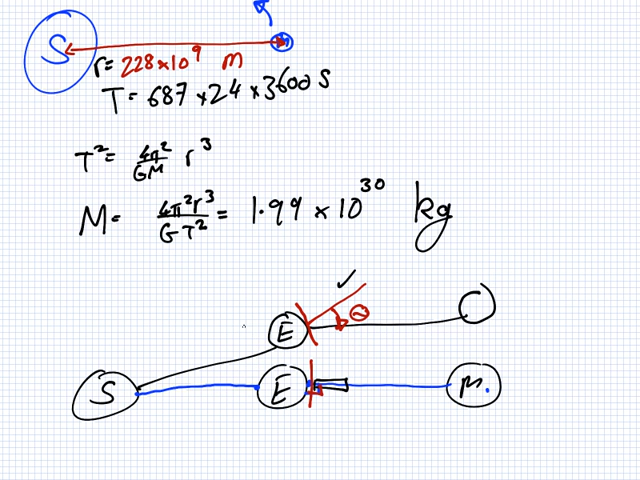 S
r = 228×10⁹ m
T = 687 × 24 × 3600 S
T² = 4π²/GM r³
M = 4π²r³/GT² = 1.99 × 10³⁰ kg
✓
E
S E M.